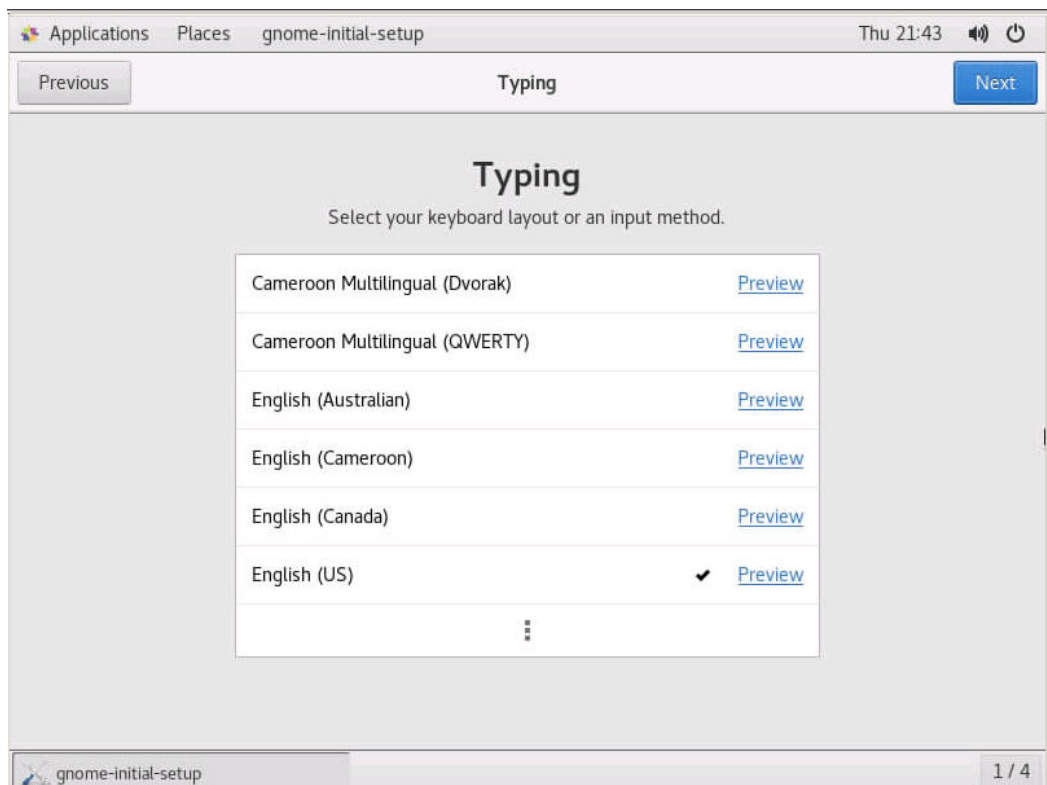 Applications Places gnome-initial-setup Thu 21:43
Previous Typing Next
Typing
Select your keyboard layout or an input method.
Cameroon Multilingual (Dvorak) Preview
Cameroon Multilingual (QWERTY) Preview
English (Australian) Preview
English (Cameroon) Preview
English (Canada) Preview
English (US) Preview
gnome-initial-setup 1 / 4